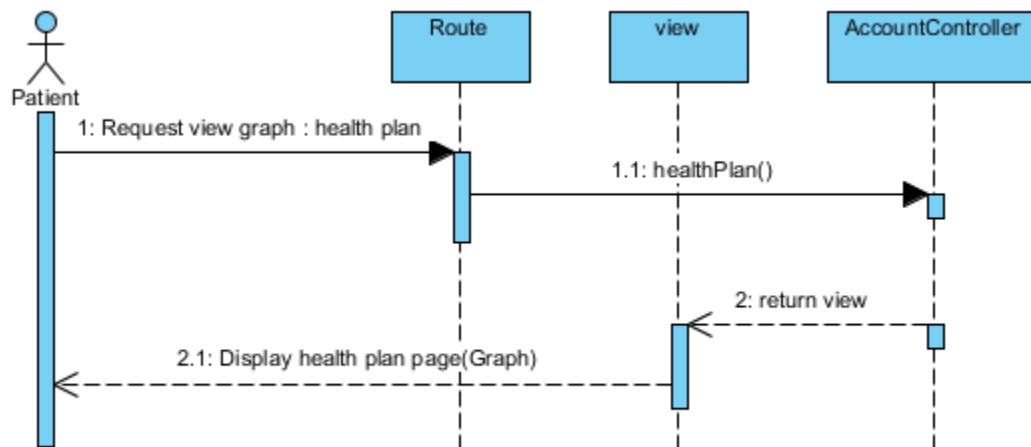 Route
view
AccountController
Patient
1: Request view graph : health plan
1.1: healthPlan()
2: return view
2.1: Display health plan page(Graph)